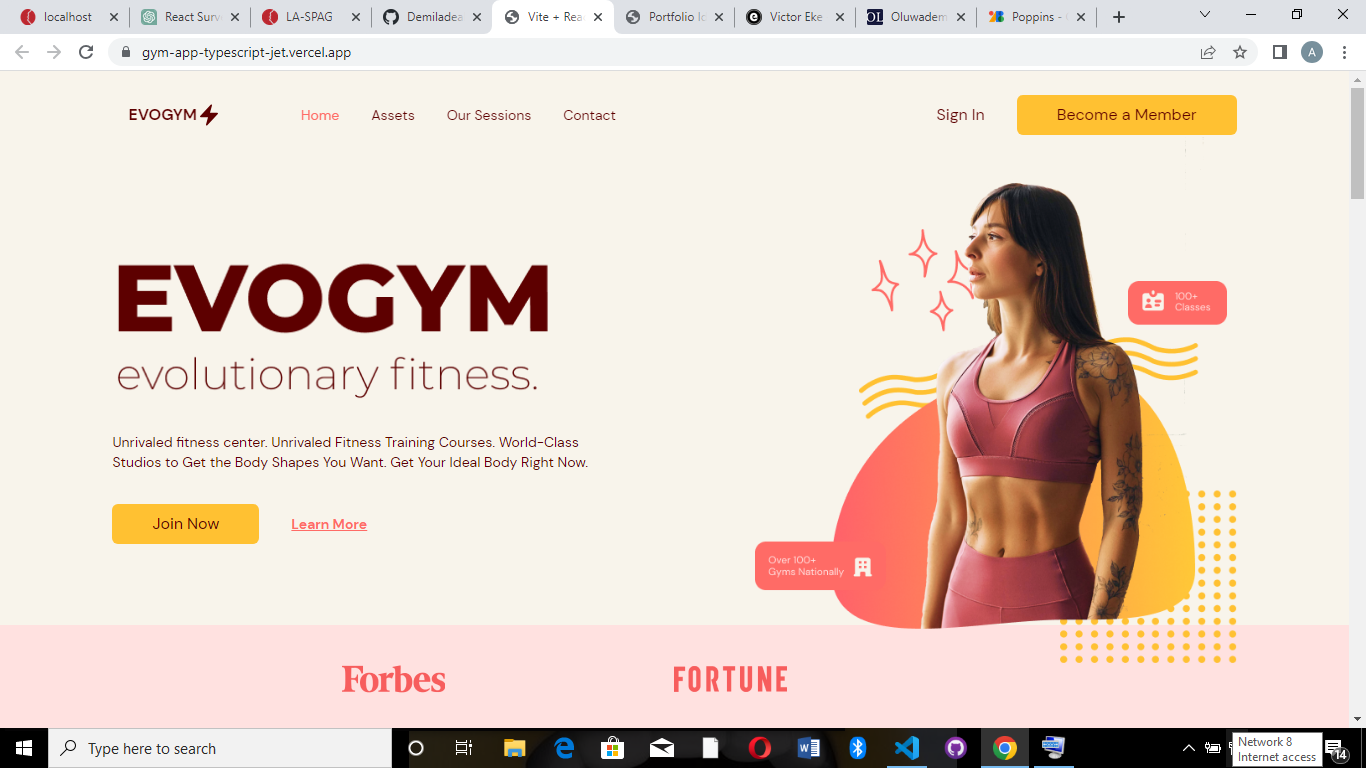 localhost
React Surv
LA-SPAG
Demiladea
Vite + Rea
Portfolio Ic
Victor Eke
Oluwadem
Poppins -
gym-app-typescript-jet.vercel.app
A
EVOGYM
Home
Assets
Our Sessions
Contact
Sign In
Become a Member
EVOGYM
evolutionary fitness.
Unrivaled fitness center. Unrivaled Fitness Training Courses. World-Class
Studios to Get the Body Shapes You Want. Get Your Ideal Body Right Now.
Join Now
Learn More
100+
Classes
Over 100+
Gyms Nationally
Forbes
FORTUNE
Type here to search
Network 8
Internet access
14